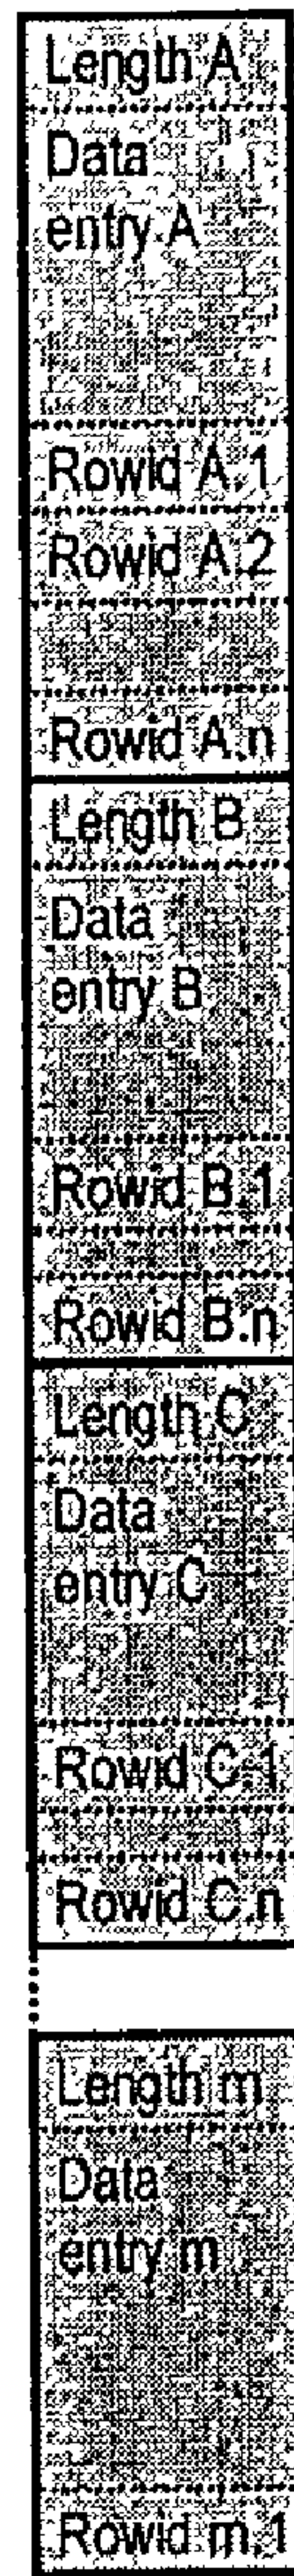 Length A
Data
entry A
Rowid A.1
Rowid A.2
Rowid A.n
Length B
Data
entry B
Rowid B.1
Rowid B.n
Length C
Data
entry C
Rowid C.1
Rowid C.n
Length m
Data
entry m
Rowid m.1